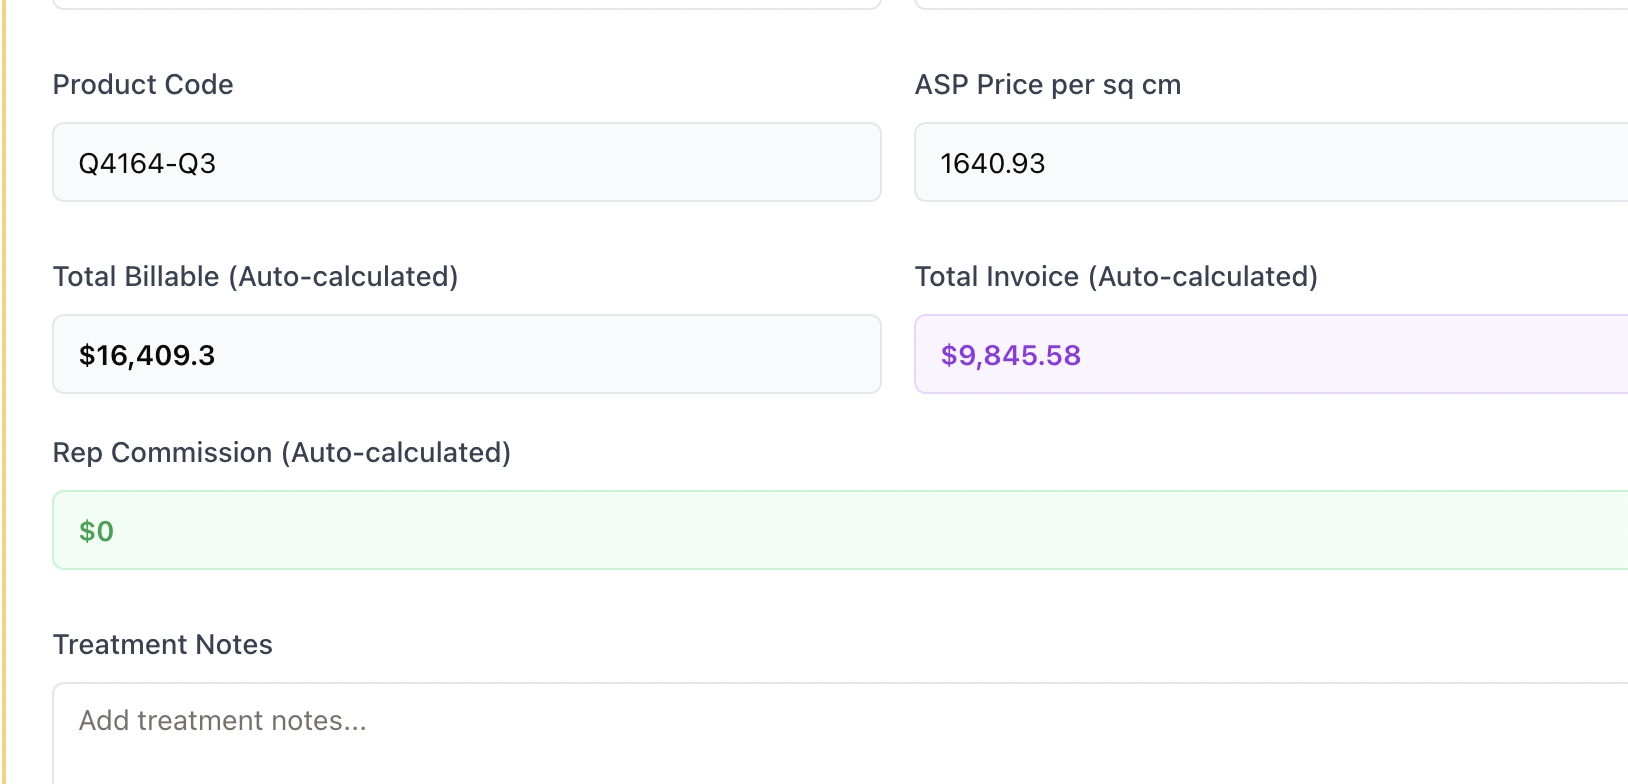 Product Code
ASP Price per sq cm
Q4164-Q3
1640.93
Total Billable (Auto-calculated)
Total Invoice (Auto-calculated)
$16,409.3
$9,845.58
Rep Commission (Auto-calculated)
$0
Treatment Notes
Add treatment notes...